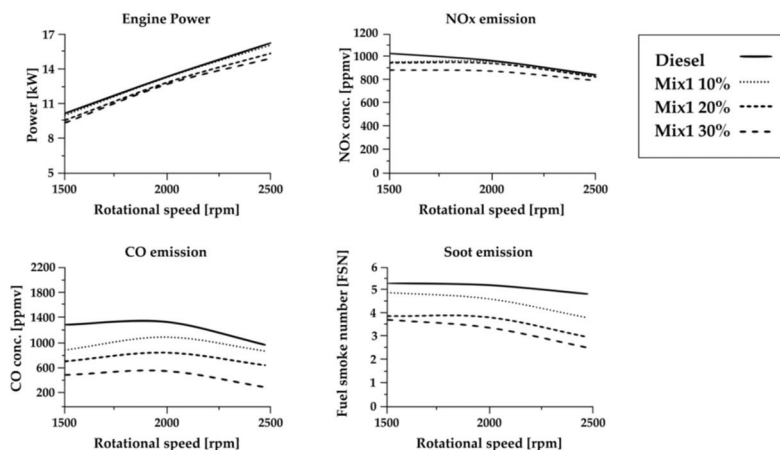 Engine Power
17
14
11
8
5
Power [kW]
1500
2000
2500
Rotational speed [rpm]
NOx emission
1200
1000
800
600
400
200
0
NOx conc. [ppmv]
1500
2000
2500
Rotational speed [rpm]
Diesel
Mix1 10%
Mix1 20%
Mix1 30%
CO emission
2200
1800
1400
1000
600
200
CO conc. [ppmv]
1500
2000
2500
Rotational speed [rpm]
Soot emission
6
5
4
3
2
1
0
Fuel smoke number [FSN]
1500
2000
2500
Rotational speed [rpm]